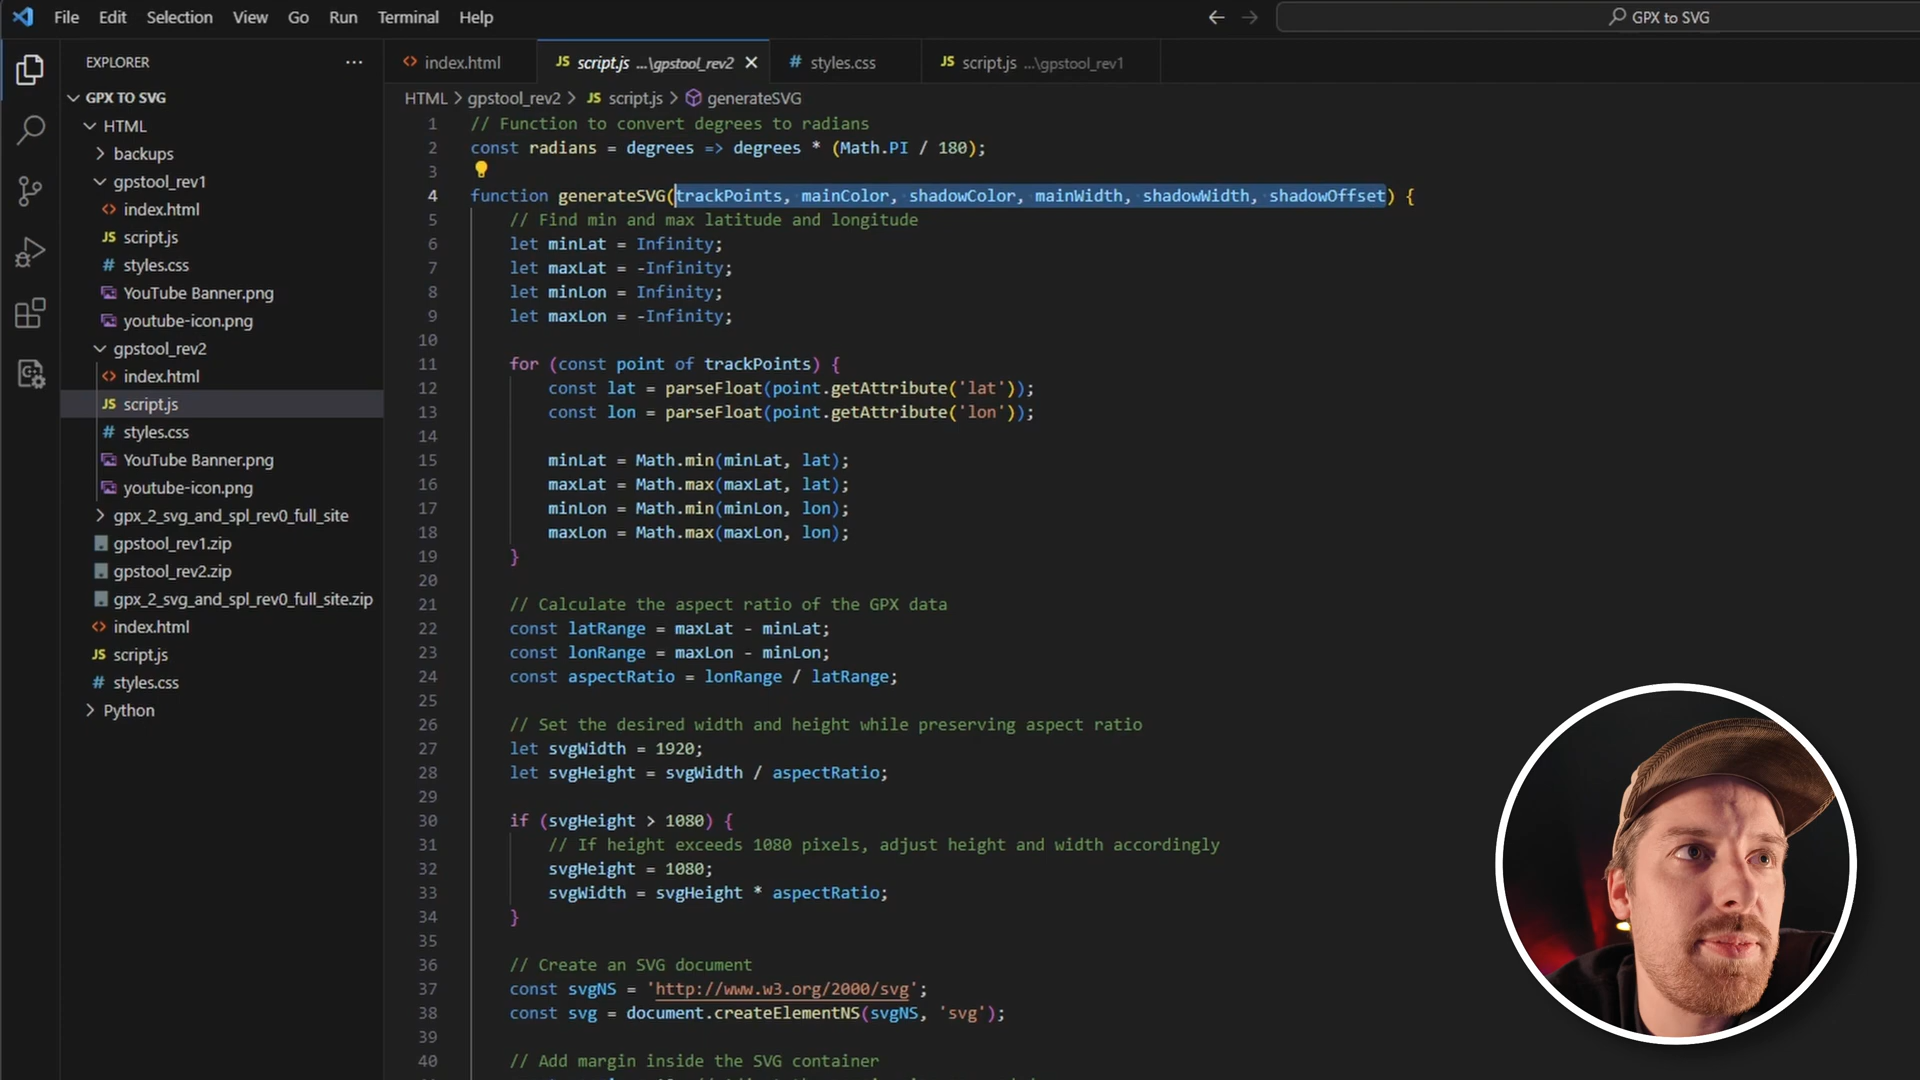 File Edit Selection View Go Run Terminal Help
GPX to SVG
EXPLORER
GPX TO SVG
HTML
backups
gpstool_rev1
index.html
JS script.js
# styles.css
YouTube Banner.png
youtube-icon.png
gpstool_rev2
index.html
JS script.js
# styles.css
YouTube Banner.png
youtube-icon.png
gpx_2_svg_and_spl_rev0_full_site
gpstool_rev1.zip
gpstool_rev2.zip
gpx_2_svg_and_spl_rev0_full_site.zip
index.html
JS script.js
# styles.css
Python
index.html
JS script.js ...\gpstool_rev2
# styles.css
JS script.js ...\gpstool_rev1
HTML > gpstool_rev2 > JS script.js > generateSVG
1 // Function to convert degrees to radians
2 const radians = degrees => degrees * (Math.PI / 180);
3
4 function generateSVG(trackPoints, mainColor, shadowColor, mainWidth, shadowWidth, shadowOffset) {
5 // Find min and max latitude and longitude
6 let minLat = Infinity;
7 let maxLat = -Infinity;
8 let minLon = Infinity;
9 let maxLon = -Infinity;
10
11 for (const point of trackPoints) {
12 const lat = parseFloat(point.getAttribute('lat'));
13 const lon = parseFloat(point.getAttribute('lon'));
14
15 minLat = Math.min(minLat, lat);
16 maxLat = Math.max(maxLat, lat);
17 minLon = Math.min(minLon, lon);
18 maxLon = Math.max(maxLon, lon);
19 }
20
21 // Calculate the aspect ratio of the GPX data
22 const latRange = maxLat - minLat;
23 const lonRange = maxLon - minLon;
24 const aspectRatio = lonRange / latRange;
25
26 // Set the desired width and height while preserving aspect ratio
27 let svgWidth = 1920;
28 let svgHeight = svgWidth / aspectRatio;
29
30 if (svgHeight > 1080) {
31 // If height exceeds 1080 pixels, adjust height and width accordingly
32 svgHeight = 1080;
33 svgWidth = svgHeight * aspectRatio;
34 }
35
36 // Create an SVG document
37 const svgNS = 'http://www.w3.org/2000/svg';
38 const svg = document.createElementNS(svgNS, 'svg');
39
40 // Add margin inside the SVG container